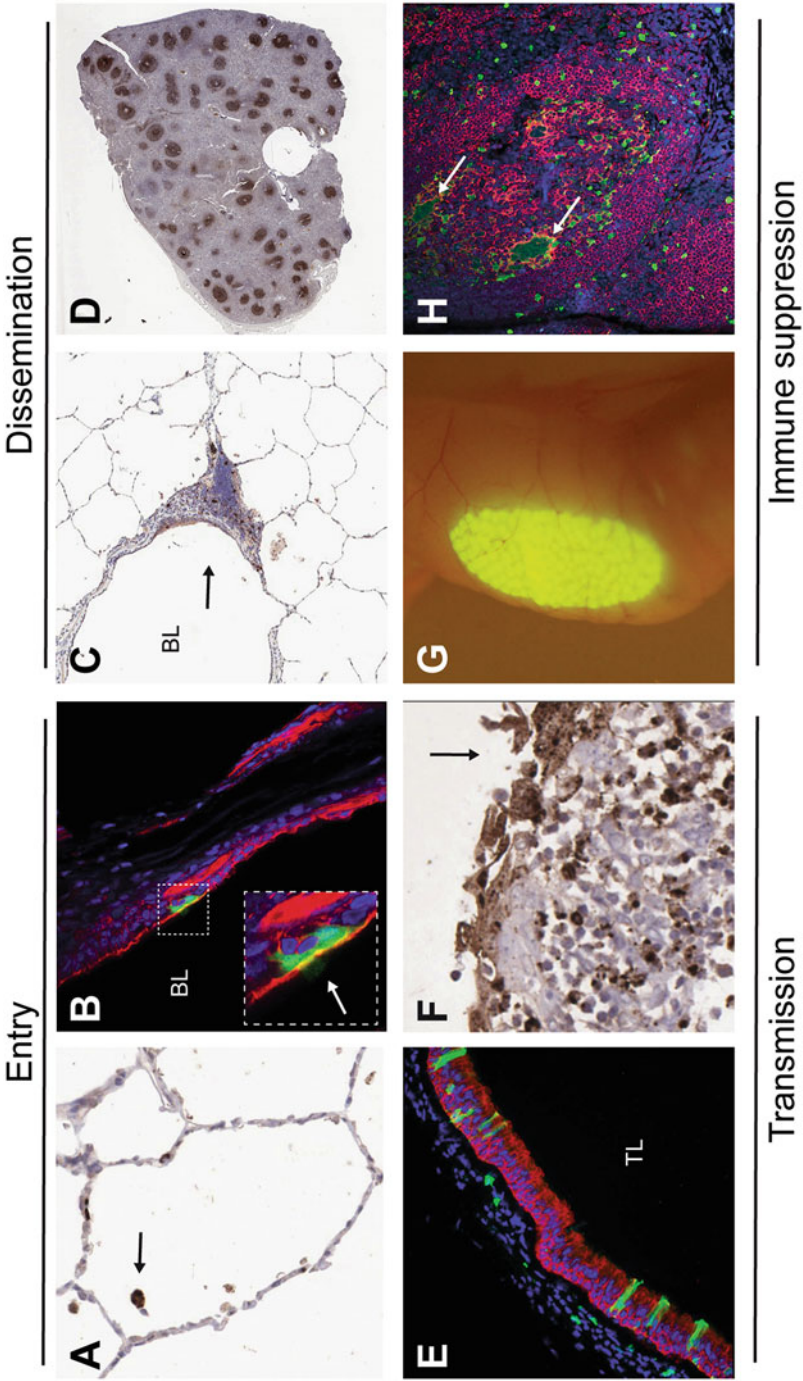 Entry
Dissemination
A
B
BL
C
BL
D
E
TL
F
G
H
Transmission
Immune suppression